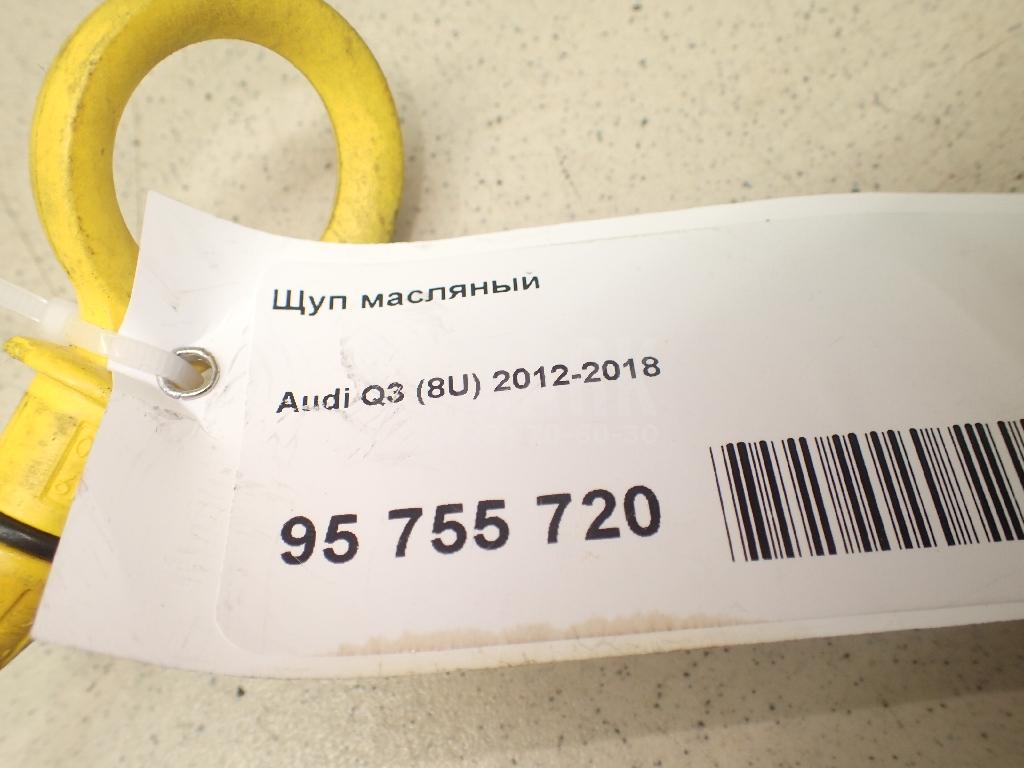 Щуп масляный
Audi Q3 (8U) 2012-2018
95 755 720